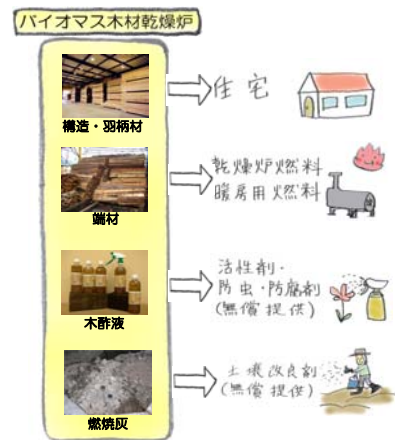 バイオマス木材乾燥炉
構造・羽柄材
住宅
端材
乾燥炉燃料
暖房用燃料
木酢液
活性剤・
防虫・防腐剤
(無償提供)
燃焼灰
土壌改良剤
(無償提供)